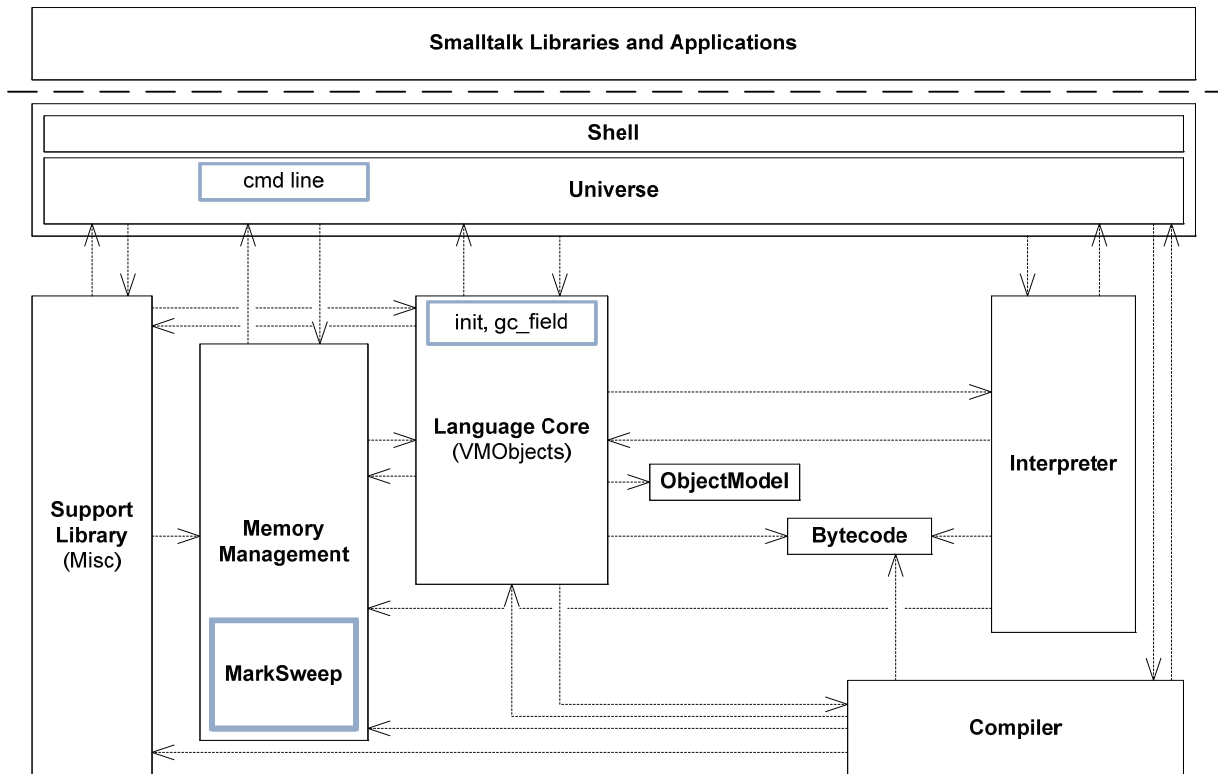 Smalltalk Libraries and Applications
Shell
cmd line
Universe
init, gc_field
Language Core
(VMObjects)
Interpreter
ObjectModel
Support
Library
(Misc)
Memory
Management
Bytecode
MarkSweep
Compiler